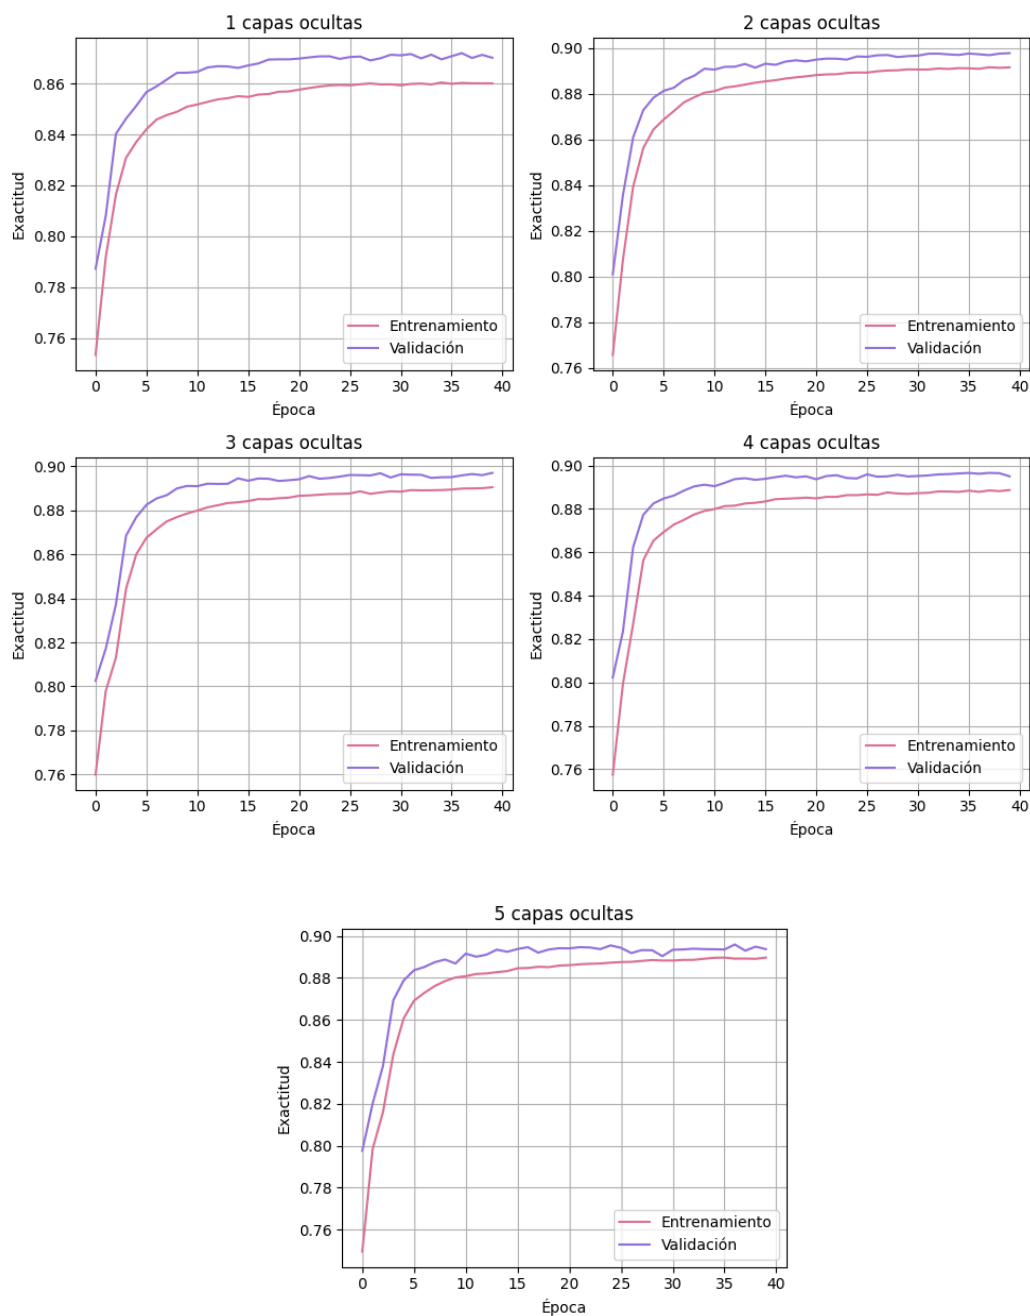 1 capas ocultas
Exactitud
0.86
0.84
0.82
0.80
0.78
0.76
Entrenamiento
Validación
0 5 10 15 20 25 30 35 40
Época
2 capas ocultas
Exactitud
0.90
0.88
0.86
0.84
0.82
0.80
0.78
0.76
Entrenamiento
Validación
0 5 10 15 20 25 30 35 40
Época
3 capas ocultas
Exactitud
0.90
0.88
0.86
0.84
0.82
0.80
0.78
0.76
Entrenamiento
Validación
0 5 10 15 20 25 30 35 40
Época
4 capas ocultas
Exactitud
0.90
0.88
0.86
0.84
0.82
0.80
0.78
0.76
Entrenamiento
Validación
0 5 10 15 20 25 30 35 40
Época
5 capas ocultas
Exactitud
0.90
0.88
0.86
0.84
0.82
0.80
0.78
0.76
Entrenamiento
Validación
0 5 10 15 20 25 30 35 40
Época